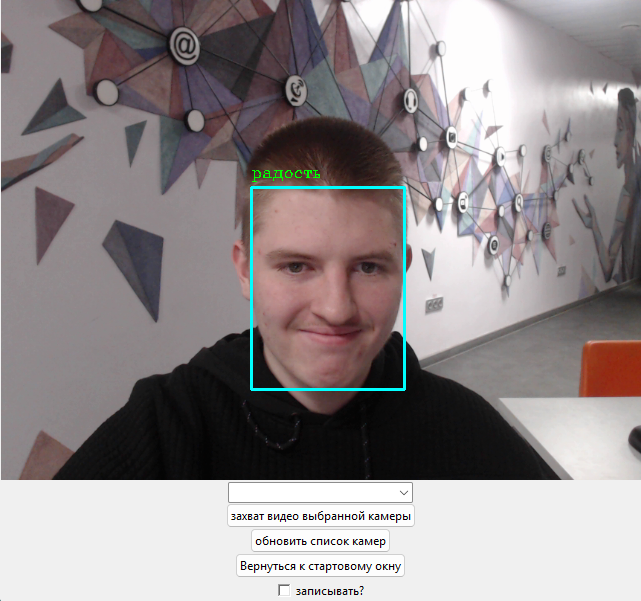 @
радость
захват видео выбранной камеры
обновить список камер
Вернуться к стартовому окну
записывать?